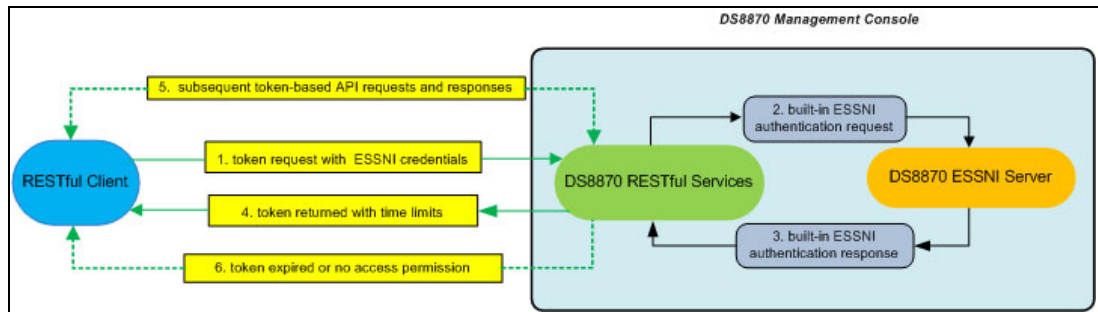 DS8870 Management Console
5. subsequent token-based API requests and responses
2. built-in ESSNI
authentication request
1. token request with ESSNI credentials
RESTful Client
DS8870 RESTful Services
DS8870 ESSNI Server
4. token returned with time limits
3. built-in ESSNI
authentication response
6. token expired or no access permission